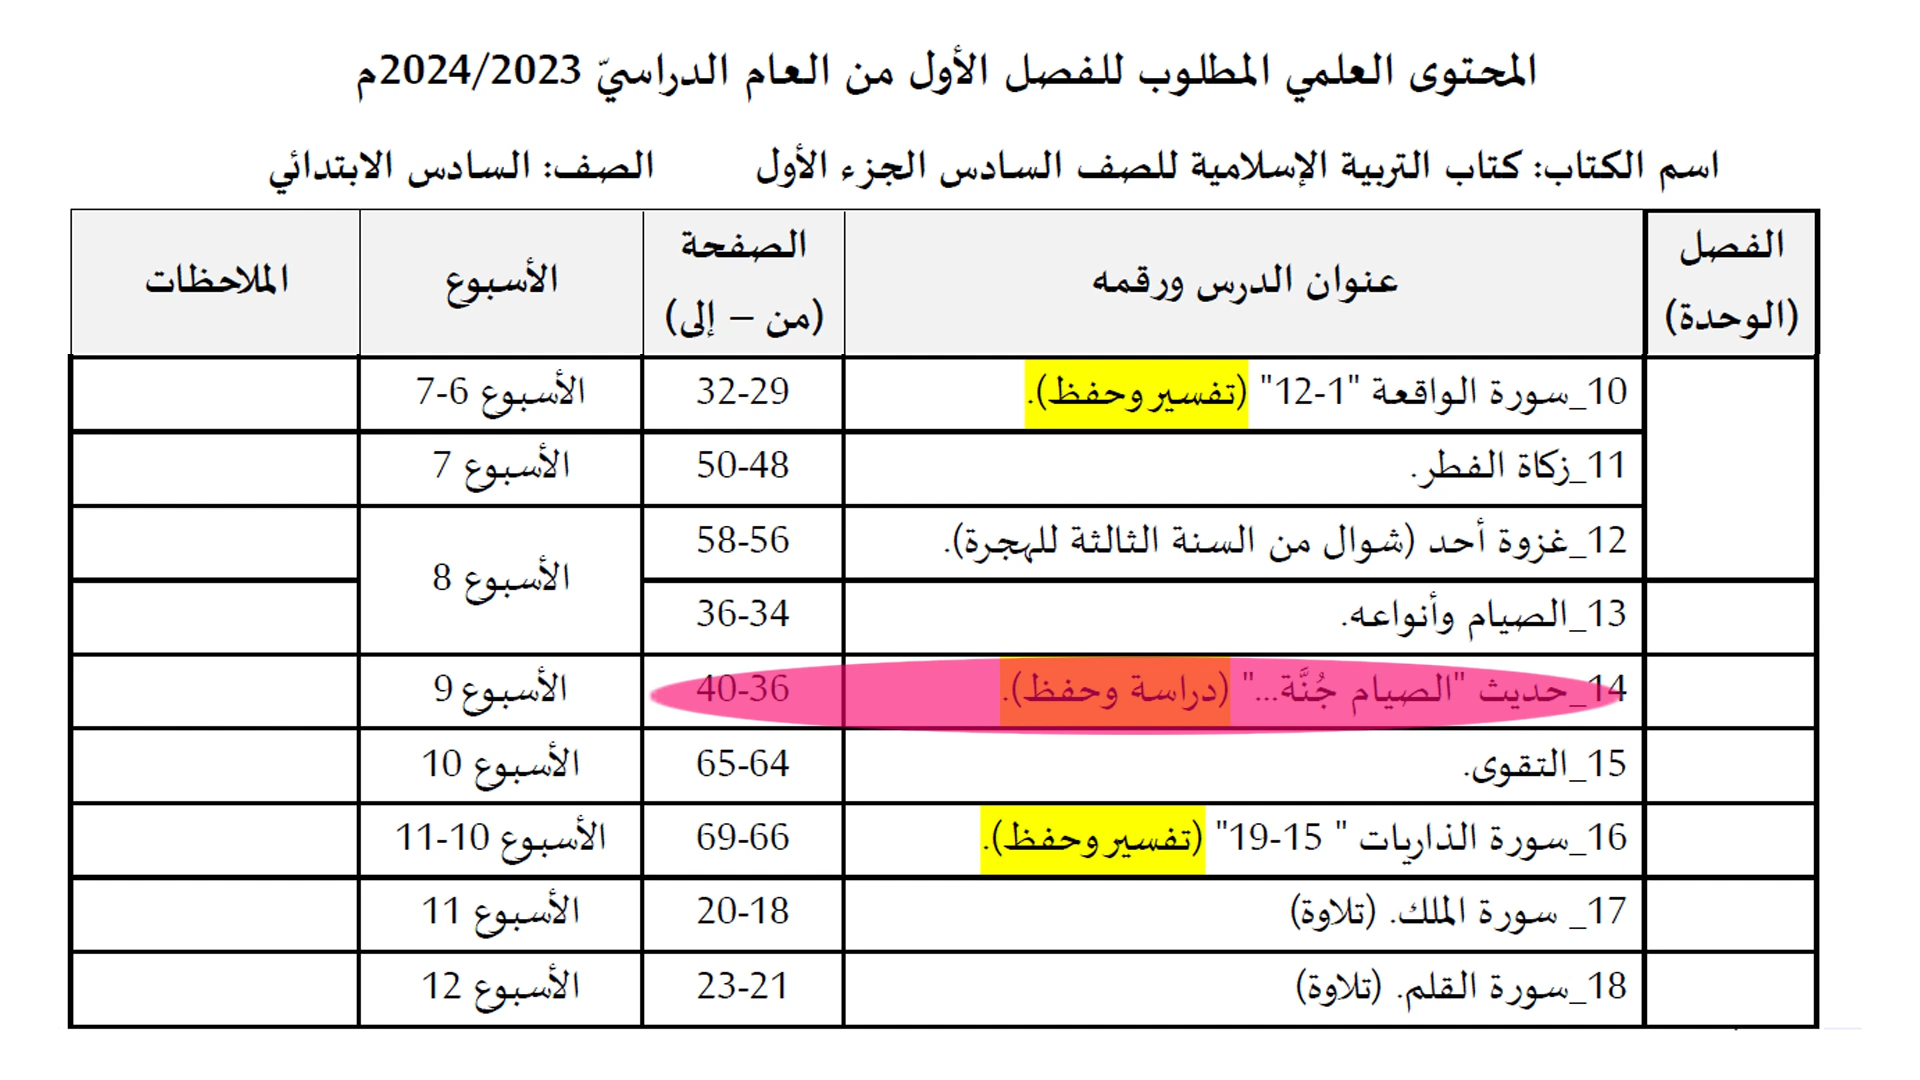 المحتوى العلمي المطلوب للفصل الأول من العام الدراسيّ 2024/2023م
اسم الكتاب: كتاب التربية الإسلامية للصف السادس الجزء الأول الصف: السادس الابتدائي
الفصل (الوحدة) عنوان الدرس ورقمه الصفحة (من – إلى) الأسبوع الملاحظات
10_سورة الواقعة "1-12" (تفسير وحفظ). 29-32 الأسبوع 6-7
11_زكاة الفطر. 48-50 الأسبوع 7
12_غزوة أحد (شوال من السنة الثالثة للهجرة). 56-58 الأسبوع 8
13_الصيام وأنواعه. 34-36
14_حديث "الصيام جُنَّة..." (دراسة وحفظ). 36-40 الأسبوع 9
15_التقوى. 64-65 الأسبوع 10
16_سورة الذاريات " 15-19" (تفسير وحفظ). 66-69 الأسبوع 10-11
17_ سورة الملك. (تلاوة) 18-20 الأسبوع 11
18_سورة القلم. (تلاوة) 21-23 الأسبوع 12